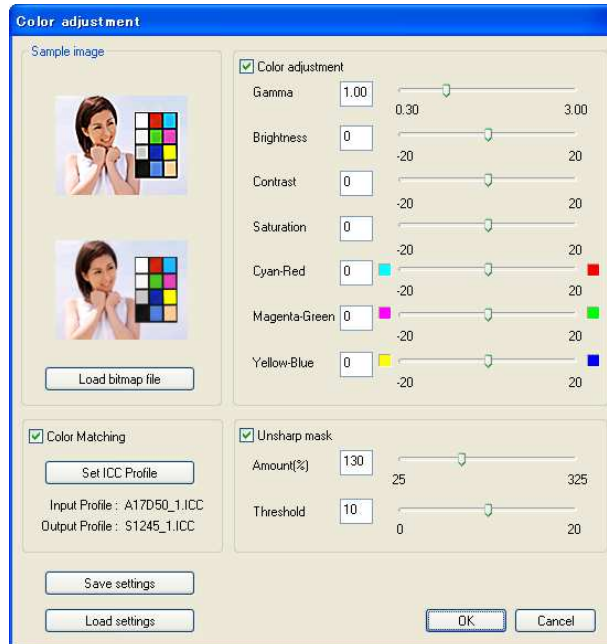 Color adjustment
Sample image
Load bitmap file
Color adjustment
Gamma 1.00
0.30 3.00
Brightness 0
-20 20
Contrast 0
-20 20
Saturation 0
-20 20
Cyan-Red 0
-20 20
Magenta-Green 0
-20 20
Yellow-Blue 0
-20 20
Color Matching
Set ICC Profile
Input Profile : A17D50_1.ICC
Output Profile : S1245_1.ICC
Unsharp mask
Amount(%) 130
25 325
Threshold 10
0 20
Save settings
Load settings
OK Cancel